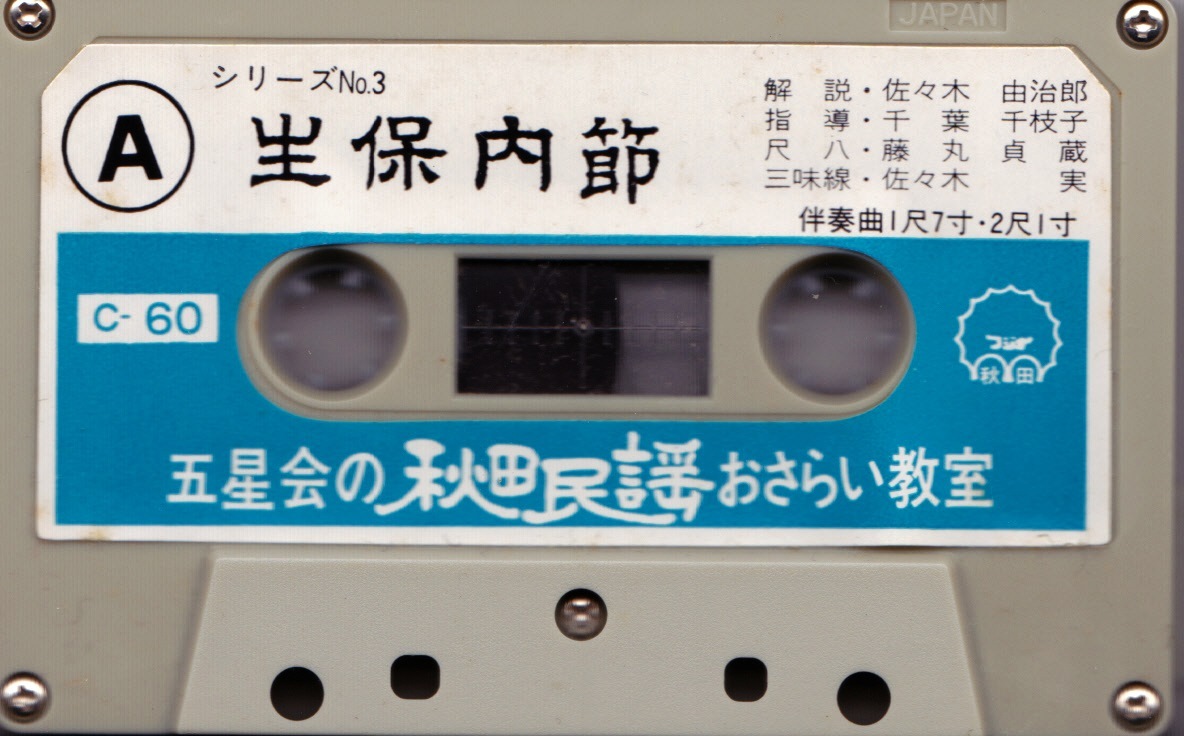 JAPAN
シリーズNo.3
A
生保内節
解 説・佐々木 由治郎
指 導・千 葉 千枝子
尺 八・藤 丸 貞 蔵
三味線・佐々木 実
伴奏曲1尺7寸・2尺1寸
C-60
フジオ
秋田
五星会の秋田民謡おさらい教室